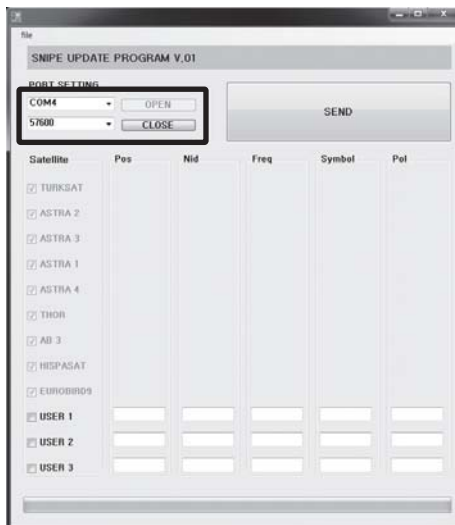 file
SNIPE UPDATE PROGRAM V.01
PORT SETTING
COM4 OPEN
57600 CLOSE
SEND
Satellite Pos Nid Freq Symbol Pol
TURKSAT
ASTRA 2
ASTRA 3
ASTRA 1
ASTRA 4
THOR
AB 3
HISPASAT
EUROBIRD9
USER 1
USER 2
USER 3